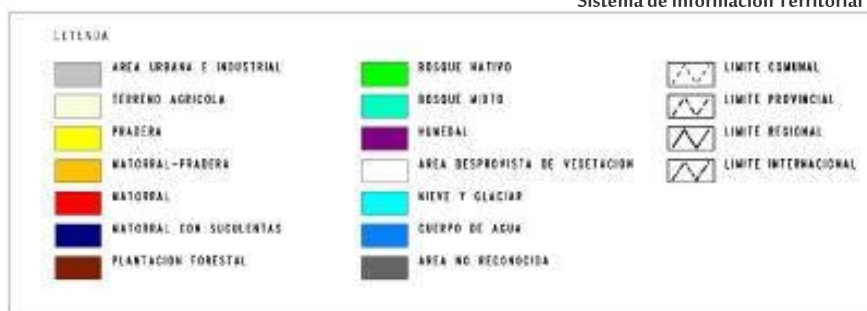 Sistema de Información Territorial
LEYENDA
AREA URBANA E INDUSTRIAL
TERRENO AGRICOLA
PRADERA
MATORRAL-PRADERA
MATORRAL
MATORRAL CON SUCULENTAS
PLANTACION FORESTAL
BOSQUE NATIVO
BOSQUE MIXTO
HUMEDAL
AREA DESPROVISTA DE VEGETACION
NIEVE Y GLACIAR
CUERPO DE AGUA
AREA NO RECONOCIDA
LIMITE COMUNAL
LIMITE PROVINCIAL
LIMITE REGIONAL
LIMITE INTERNACIONAL